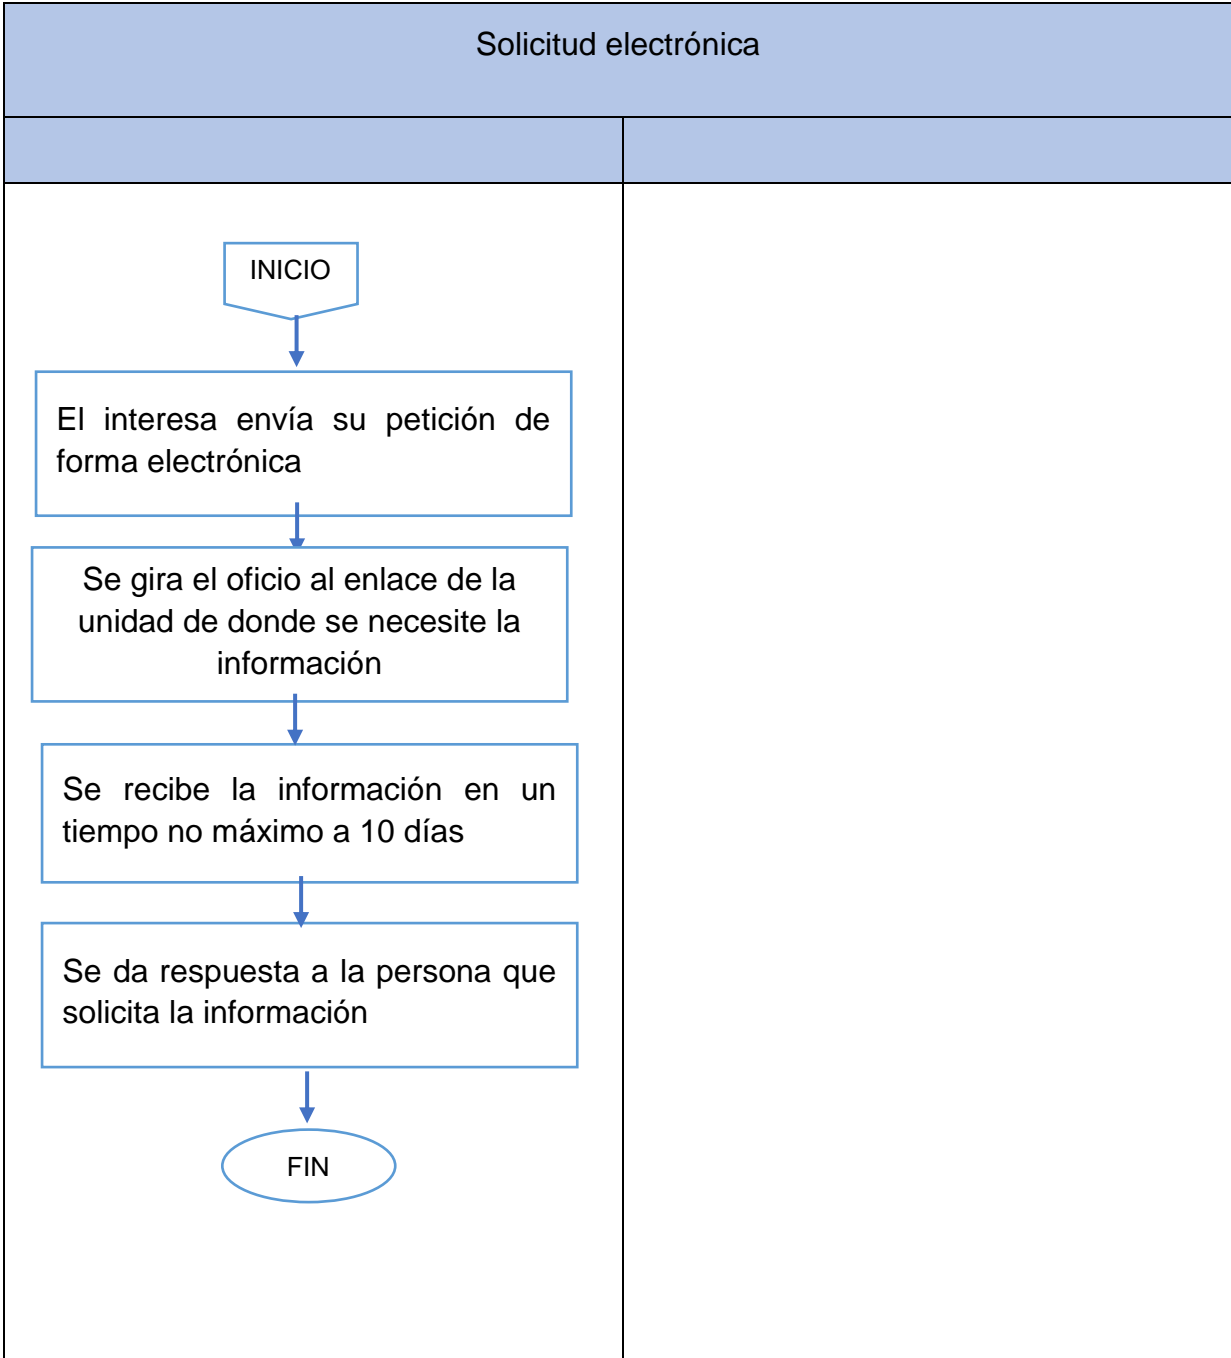 Solicitud electrónica
INICIO
El interesa envía su petición de
forma electrónica
Se gira el oficio al enlace de la
unidad de donde se necesite la
información
Se recibe la información en un
tiempo no máximo a 10 días
Se da respuesta a la persona que
solicita la información
FIN